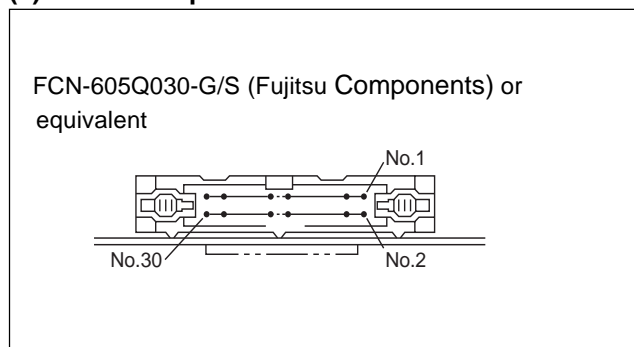 FCN-605Q030-G/S (Fujitsu Components) or
equivalent
No.1
No.30
No.2